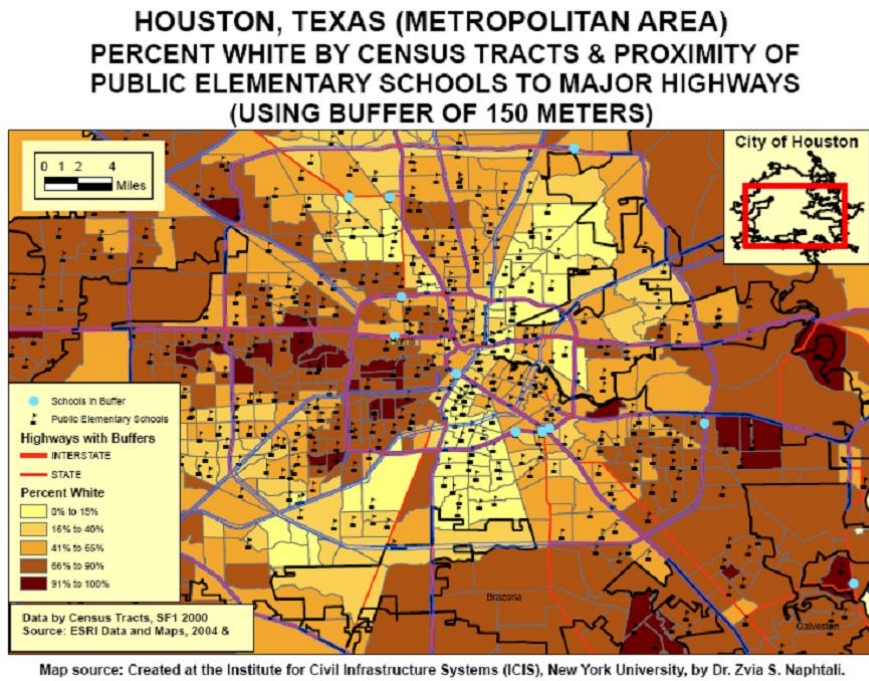 HOUSTON, TEXAS (METROPOLITAN AREA)
PERCENT WHITE BY CENSUS TRACTS & PROXIMITY OF
PUBLIC ELEMENTARY SCHOOLS TO MAJOR HIGHWAYS
(USING BUFFER OF 150 METERS)
0 1 2 4
Miles
City of Houston
Schools in Buffer
Public Elementary Schools
Highways with Buffers
INTERSTATE
STATE
Percent White
0% to 15%
16% to 40%
41% to 65%
66% to 90%
91% to 100%
Brazoria
Galveston
Data by Census Tracts, SF1 2000
Source: ESRI Data and Maps, 2004 &
Map source: Created at the Institute for Civil Infrastructure Systems (ICIS), New York University, by Dr. Zvia S. Naphtali.